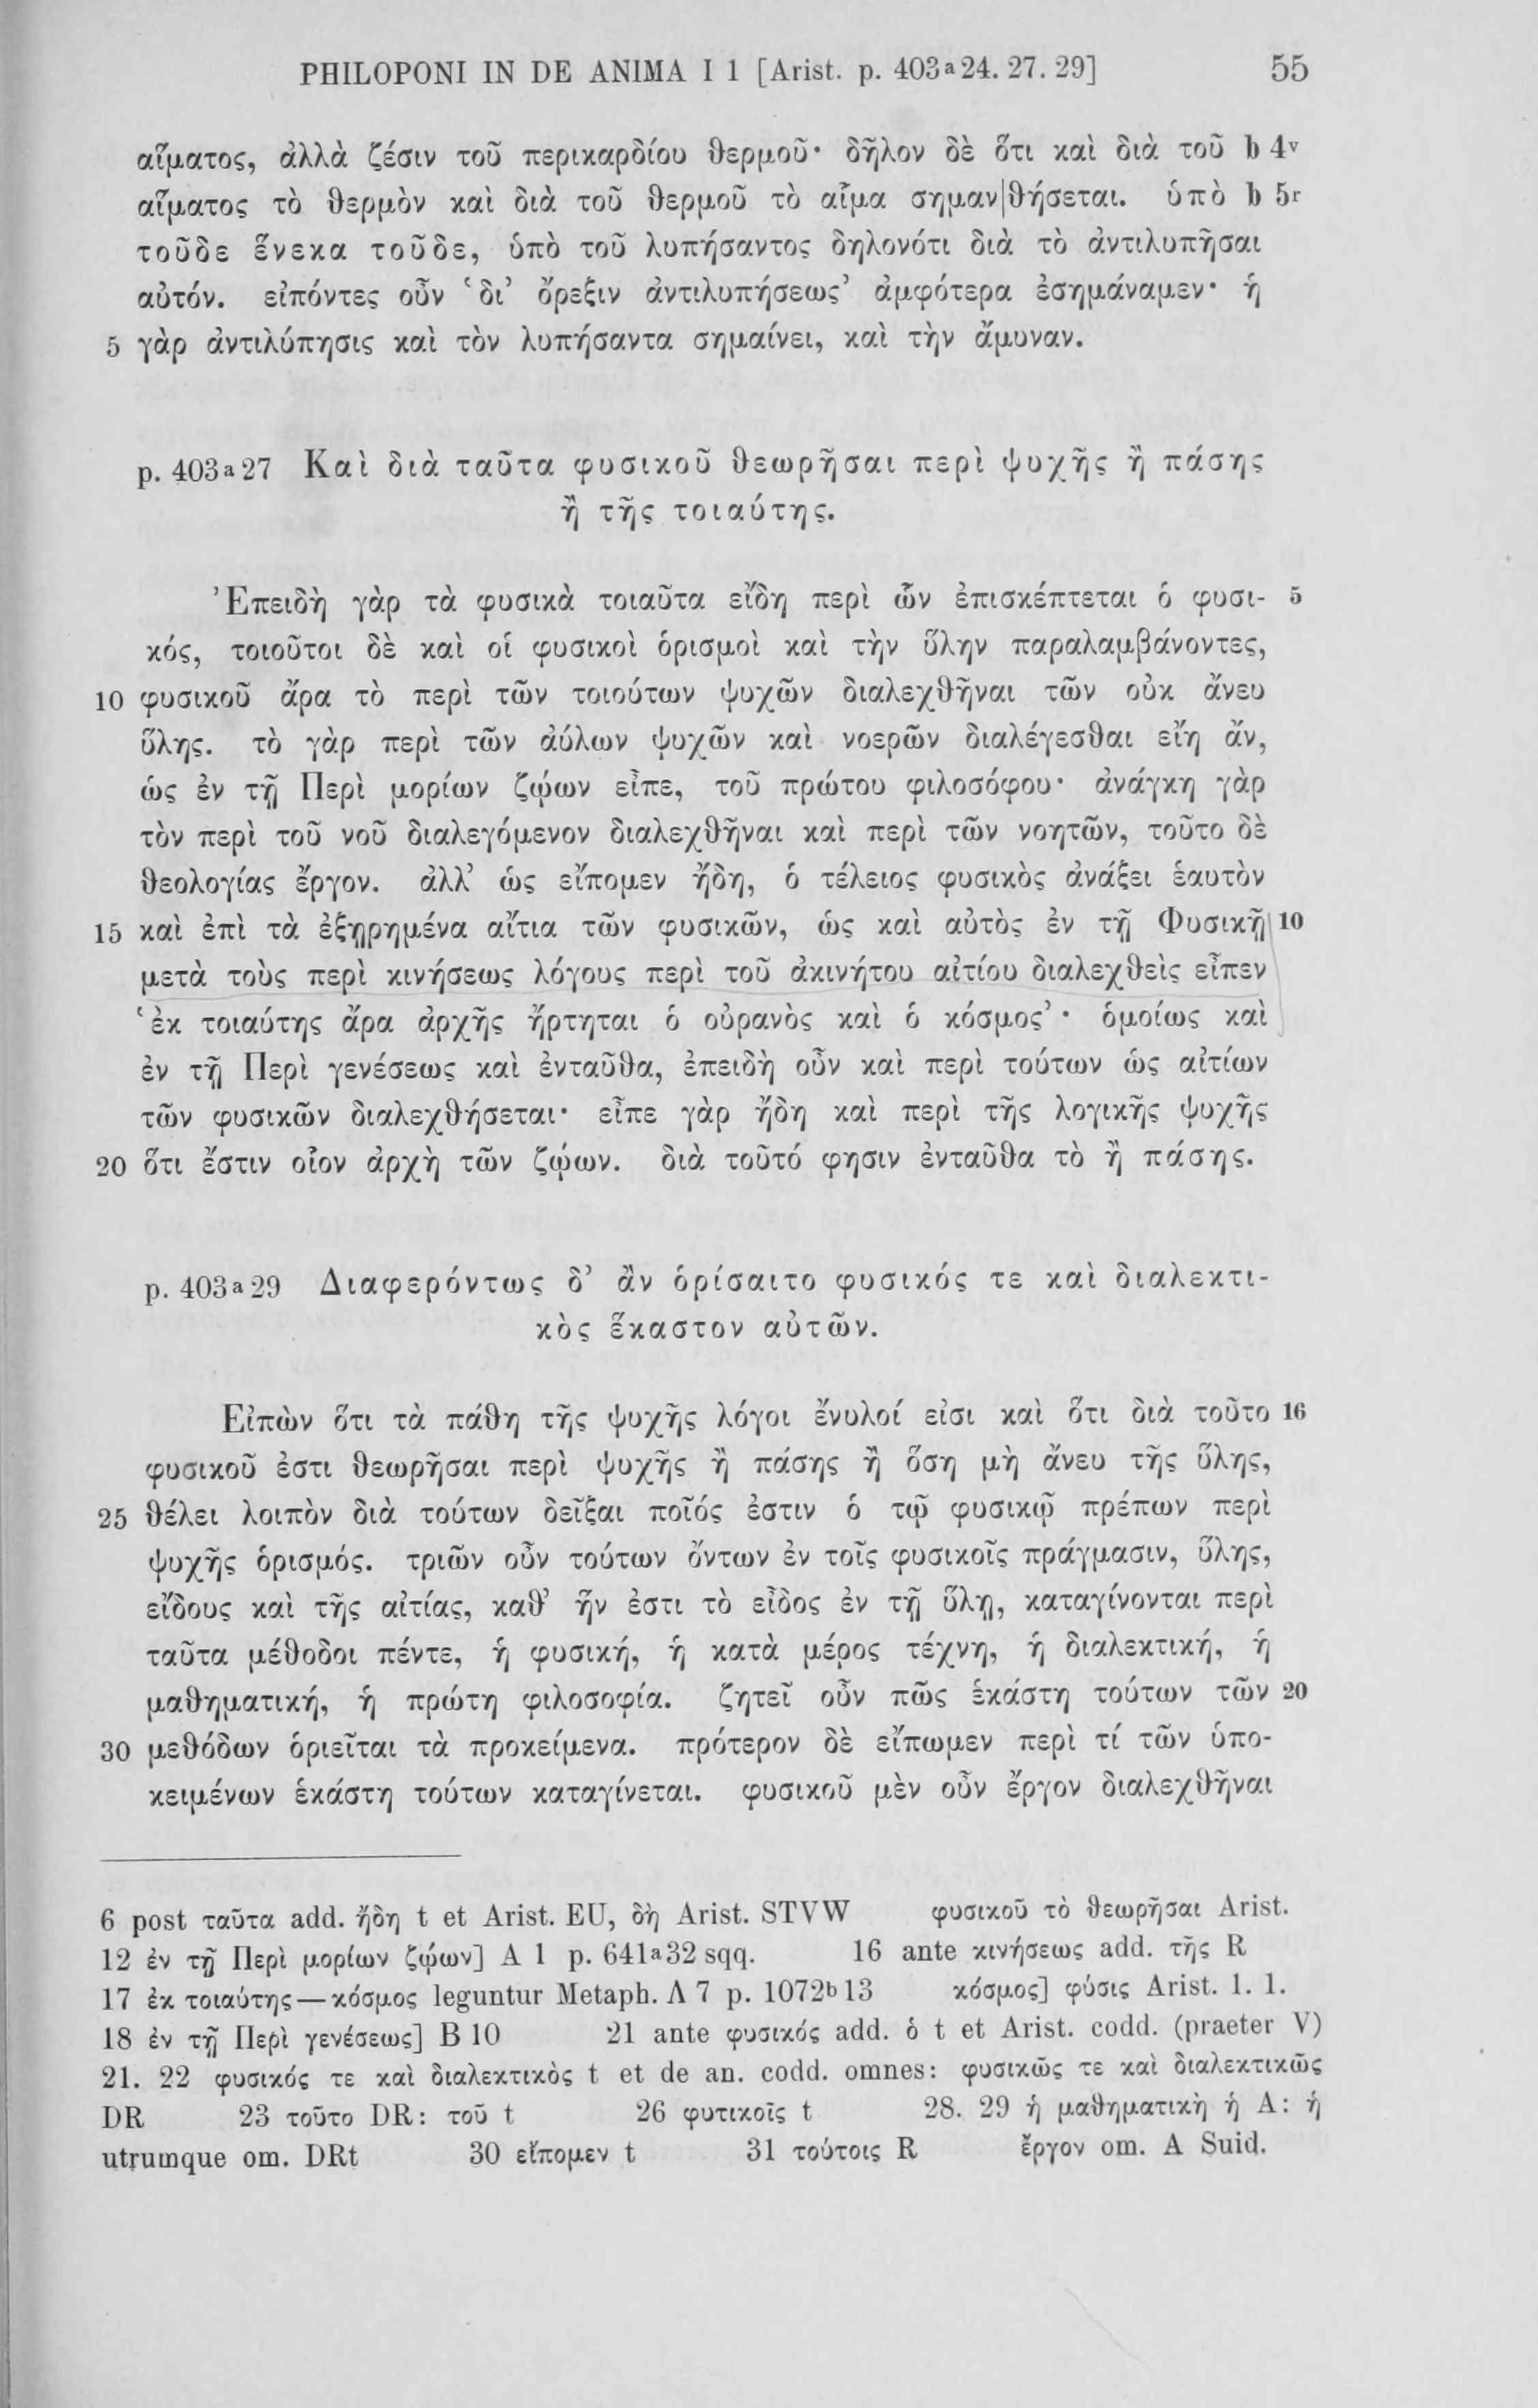 PHILOPONI IN DE ANIMA I 1 [Arist. p. 403a24. 27. 29] 55
αἵματος, ἀλλὰ ζέσιν τοῦ περικαρδίου θερμοῦ· δῆλον δὲ ὅτι καὶ διὰ τοῦ b 4v
αἵματος τὸ θερμὸν καὶ διὰ τοῦ θερμοῦ τὸ αἷμα σημαν|θήσεται. ὑπὸ b 5r
τοῦδε ἕνεκα τοῦδε, ὑπὸ τοῦ λυπήσαντος δηλονότι διὰ τὸ ἀντιλυπῆσαι
αὐτόν. εἰπόντες οὖν ‘δι’ ὄρεξιν ἀντιλυπήσεως’ ἀμφότερα ἐσημάναμεν· ἡ
5 γὰρ ἀντιλύπησις καὶ τὸν λυπήσαντα σημαίνει, καὶ τὴν ἄμυναν.
p. 403a27 Καὶ διὰ ταῦτα φυσικοῦ θεωρῆσαι περὶ ψυχῆς ἢ πάσης
ἢ τῆς τοιαύτης.
Ἐπειδὴ γὰρ τὰ φυσικὰ τοιαῦτα εἴδη περὶ ὧν ἐπισκέπτεται ὁ φυσι- 5
κός, τοιοῦτοι δὲ καὶ οἱ φυσικοὶ ὁρισμοὶ καὶ τὴν ὕλην παραλαμβάνοντες,
10 φυσικοῦ ἄρα τὸ περὶ τῶν τοιούτων ψυχῶν διαλεχθῆναι τῶν οὐκ ἄνευ
ὕλης. τὸ γὰρ περὶ τῶν ἀύλων ψυχῶν καὶ νοερῶν διαλέγεσθαι εἴη ἄν,
ὡς ἐν τῇ Περὶ μορίων ζῴων εἶπε, τοῦ πρώτου φιλοσόφου· ἀνάγκη γὰρ
τὸν περὶ τοῦ νοῦ διαλεγόμενον διαλεχθῆναι καὶ περὶ τῶν νοητῶν, τοῦτο δὲ
θεολογίας ἔργον. ἀλλ’ ὡς εἴπομεν ἤδη, ὁ τέλειος φυσικὸς ἀνάξει ἑαυτὸν
15 καὶ ἐπὶ τὰ ἐξῃρημένα αἴτια τῶν φυσικῶν, ὡς καὶ αὐτὸς ἐν τῇ Φυσικῇ| 10
μετὰ τοὺς περὶ κινήσεως λόγους περὶ τοῦ ἀκινήτου αἰτίου διαλεχθεὶς εἶπεν
‘ἐκ τοιαύτης ἄρα ἀρχῆς ἤρτηται ὁ οὐρανὸς καὶ ὁ κόσμος’· ὁμοίως καὶ
ἐν τῇ Περὶ γενέσεως καὶ ἐνταῦθα, ἐπειδὴ οὖν καὶ περὶ τούτων ὡς αἰτίων
τῶν φυσικῶν διαλεχθήσεται· εἶπε γὰρ ἤδη καὶ περὶ τῆς λογικῆς ψυχῆς
20 ὅτι ἔστιν οἷον ἀρχὴ τῶν ζῴων. διὰ τοῦτό φησιν ἐνταῦθα τὸ ἢ πάσης.
p. 403a29 Διαφερόντως δ’ ἂν ὁρίσαιτο φυσικός τε καὶ διαλεκτι-
κὸς ἕκαστον αὐτῶν.
Εἰπὼν ὅτι τὰ πάθη τῆς ψυχῆς λόγοι ἔνυλοί εἰσι καὶ ὅτι διὰ τοῦτο 16
φυσικοῦ ἐστι θεωρῆσαι περὶ ψυχῆς ἢ πάσης ἢ ὅση μὴ ἄνευ τῆς ὕλης,
25 θέλει λοιπὸν διὰ τούτων δεῖξαι ποῖός ἐστιν ὁ τῷ φυσικῷ πρέπων περὶ
ψυχῆς ὁρισμός. τριῶν οὖν τούτων ὄντων ἐν τοῖς φυσικοῖς πράγμασιν, ὕλης,
εἴδους καὶ τῆς αἰτίας, καθ’ ἥν ἐστι τὸ εἶδος ἐν τῇ ὕλῃ, καταγίνονται περὶ
ταῦτα μέθοδοι πέντε, ἡ φυσική, ἡ κατὰ μέρος τέχνη, ἡ διαλεκτική, ἡ
μαθηματική, ἡ πρώτη φιλοσοφία. ζητεῖ οὖν πῶς ἑκάστη τούτων τῶν 20
30 μεθόδων ὁριεῖται τὰ προκείμενα. πρότερον δὲ εἴπωμεν περὶ τί τῶν ὑπο-
κειμένων ἑκάστη τούτων καταγίνεται. φυσικοῦ μὲν οὖν ἔργον διαλεχθῆναι
6 post ταῦτα add. ἤδη t et Arist. EU, δὴ Arist. STVW φυσικοῦ τὸ θεωρῆσαι Arist.
12 ἐν τῇ Περὶ μορίων ζῴων] A 1 p. 641a32 sqq. 16 ante κινήσεως add. τῆς R
17 ἐκ τοιαύτης — κόσμος leguntur Metaph. Λ 7 p. 1072b13 κόσμος] φύσις Arist. l. l.
18 ἐν τῇ Περὶ γενέσεως] B 10 21 ante φυσικός add. ὁ t et Arist. codd. (praeter V)
21. 22 φυσικός τε καὶ διαλεκτικὸς t et de an. codd. omnes: φυσικῶς τε καὶ διαλεκτικῶς
DR 23 τοῦτο DR: τοῦ t 26 φυτικοῖς t 28. 29 ἡ μαθηματικὴ ἡ A: ἡ
utrumque om. DRt 30 εἴπομεν t 31 τούτοις R ἔργον om. A Suid.